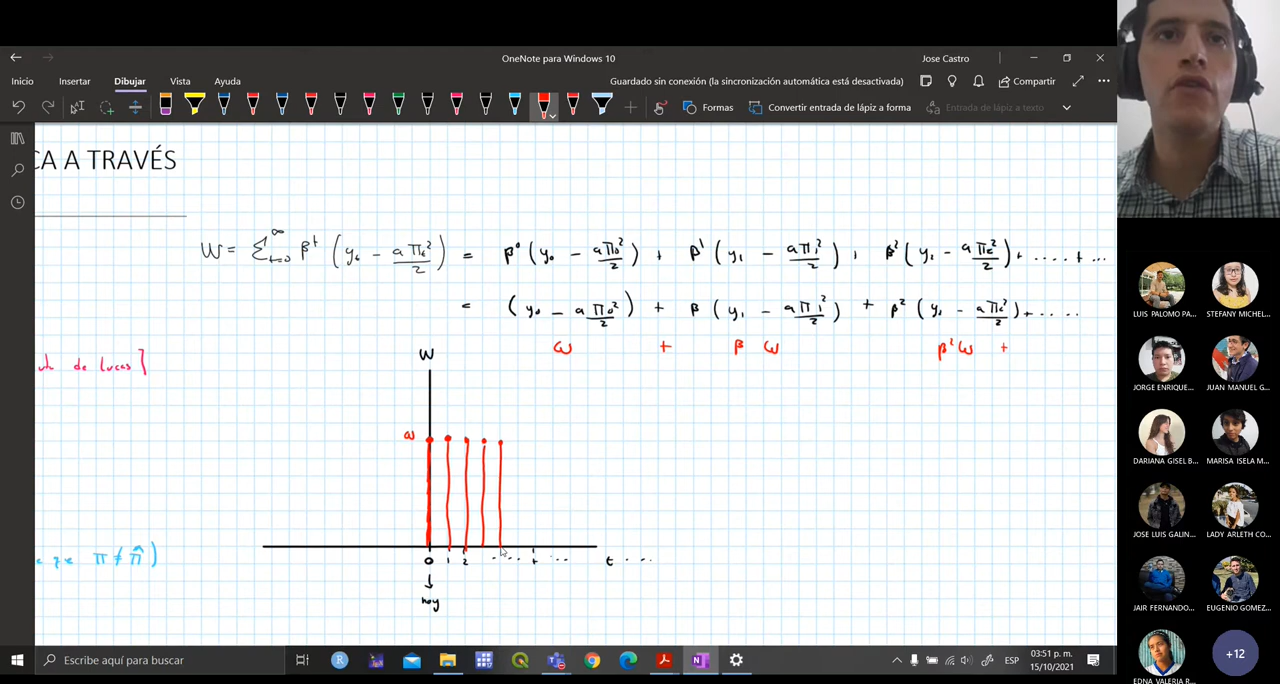 OneNote para Windows 10
Jose Castro
Inicio Insertar Dibujar Vista Ayuda
Guardado sin conexión (la sincronización automática está desactivada)
Compartir
Formas
Convertir entrada de lápiz a forma
Entrada de lápiz a texto
CA A TRAVÉS
W = Σ_{t=0}^{∞} β^t (y_t - aπ_t²/2) = β⁰ (y₀ - aπ₀²/2) + β¹ (y₁ - aπ₁²/2) + β² (y₂ - aπ₂²/2) + .... + ...
= (y₀ - aπ₀²/2) + β (y₁ - aπ₁²/2) + β² (y₂ - aπ₂²/2) + ....
ω + β ω β²ω +
W
de Lucas]
ω
π ≠ π̂)
0 1 2 ..... t ... t ...
↓
hoy
LUIS PALOMO PA...
STEFANY MICHEL...
JORGE ENRIQUE...
JUAN MANUEL G...
DARIANA GISEL B...
MARISA ISELA M...
JOSE LUIS GALIN...
LADY ARLETH CO...
JAIR FERNANDO...
EUGENIO GOMEZ...
EDNA VALERIA R...
+12
Escribe aquí para buscar
ESP
03:51 p. m.
15/10/2021